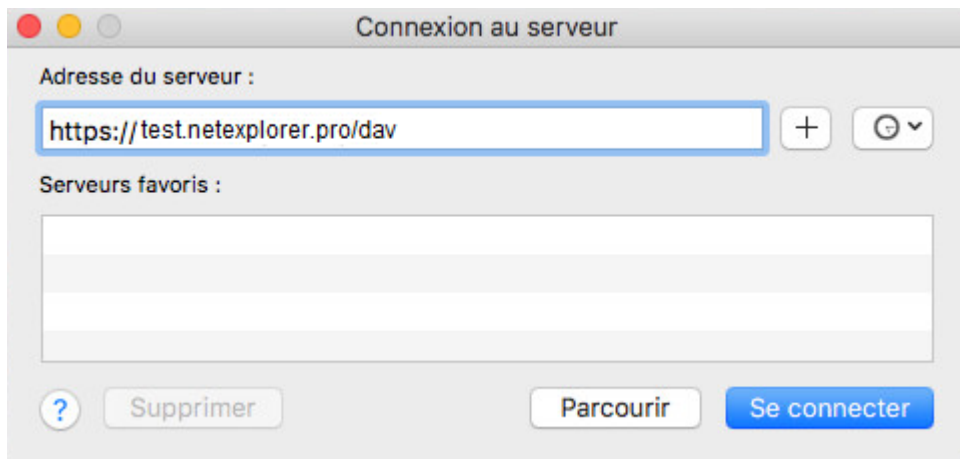 Connexion au serveur
Adresse du serveur :
https://test.netexplorer.pro/dav
Serveurs favoris :
? Supprimer Parcourir Se connecter